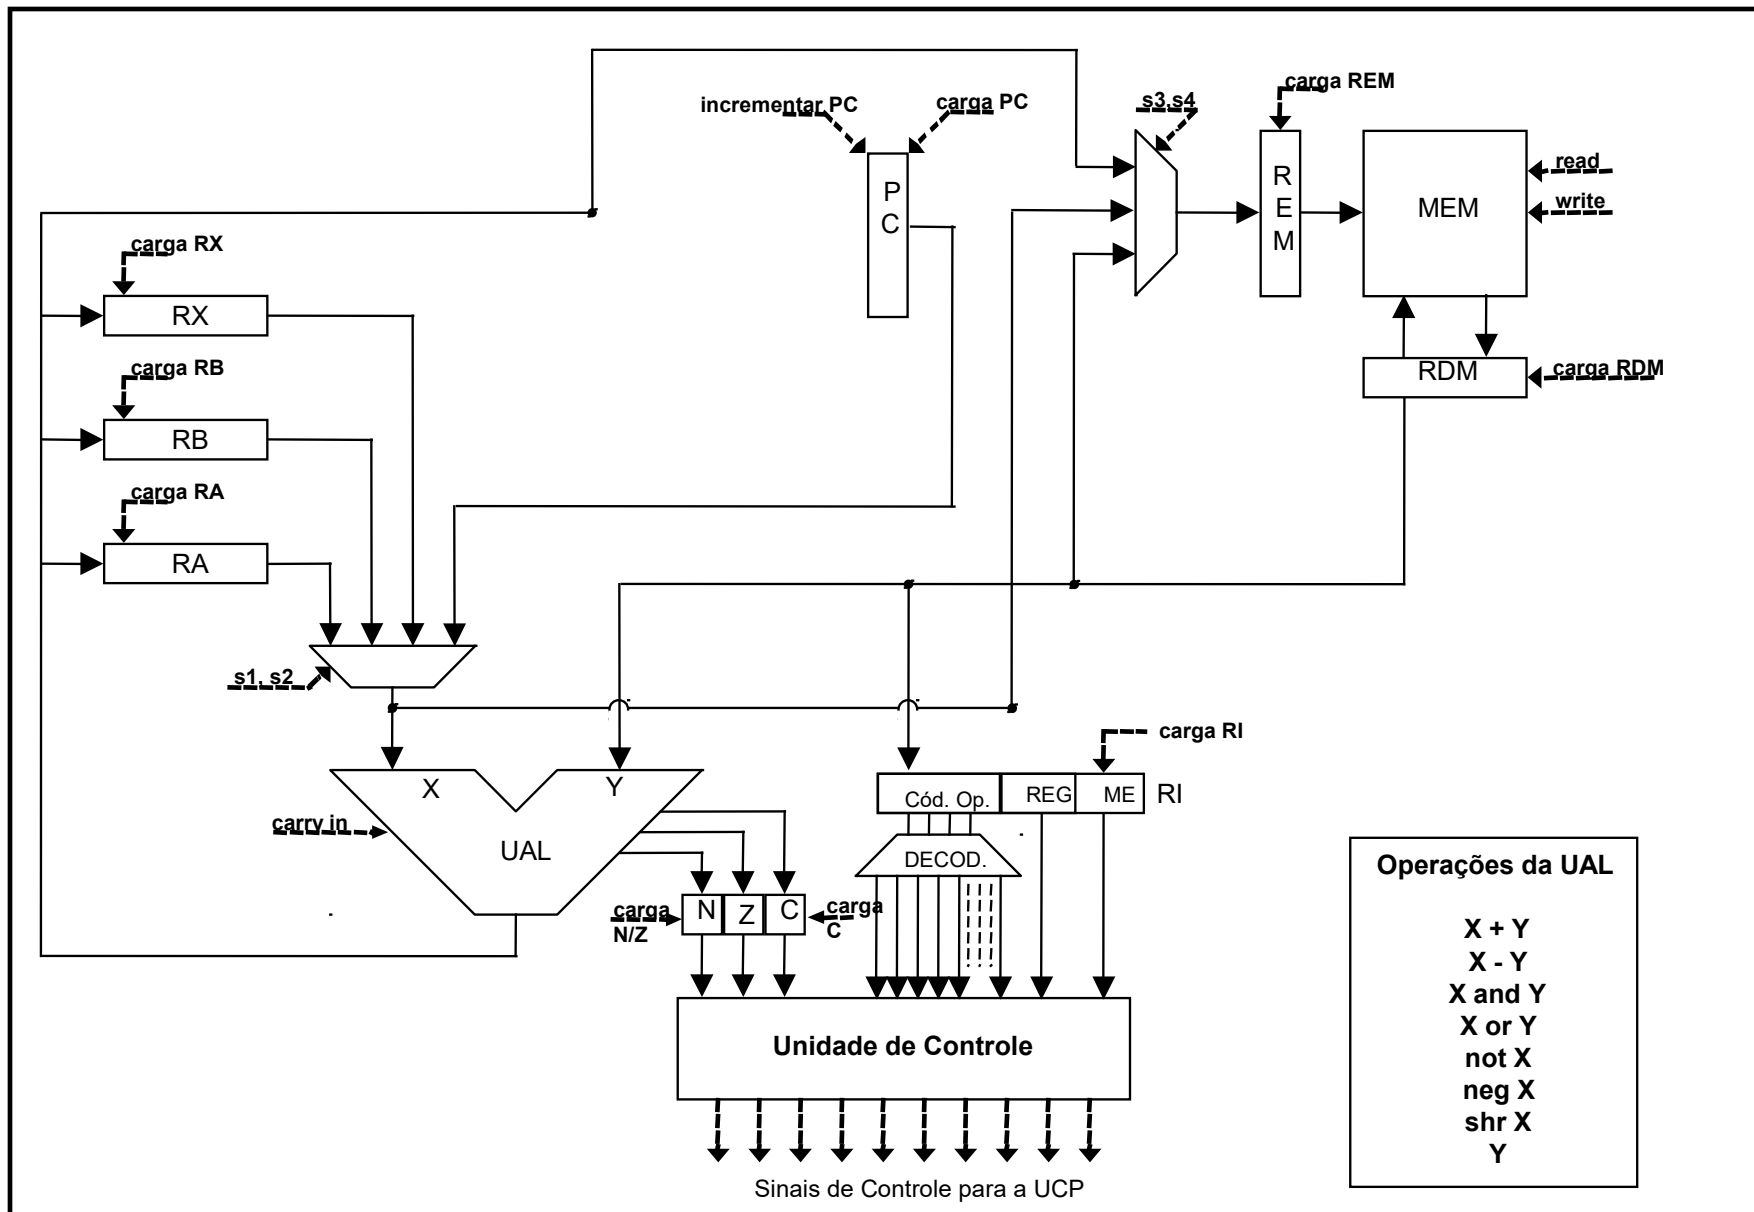 carga REM
incrementar PC
carga PC
s3,s4
P
C
R
E
M
MEM
read
write
carga RX
RX
carga RB
RB
RDM
carga RDM
carga RA
RA
s1, s2
carga RI
X
Y
Cód. Op.
REG
ME
RI
carry in
UAL
DECOD.
carga
N/Z
N
Z
C
carga
C
Unidade de Controle
Sinais de Controle para a UCP
Operações da UAL
X + Y
X - Y
X and Y
X or Y
not X
neg X
shr X
Y